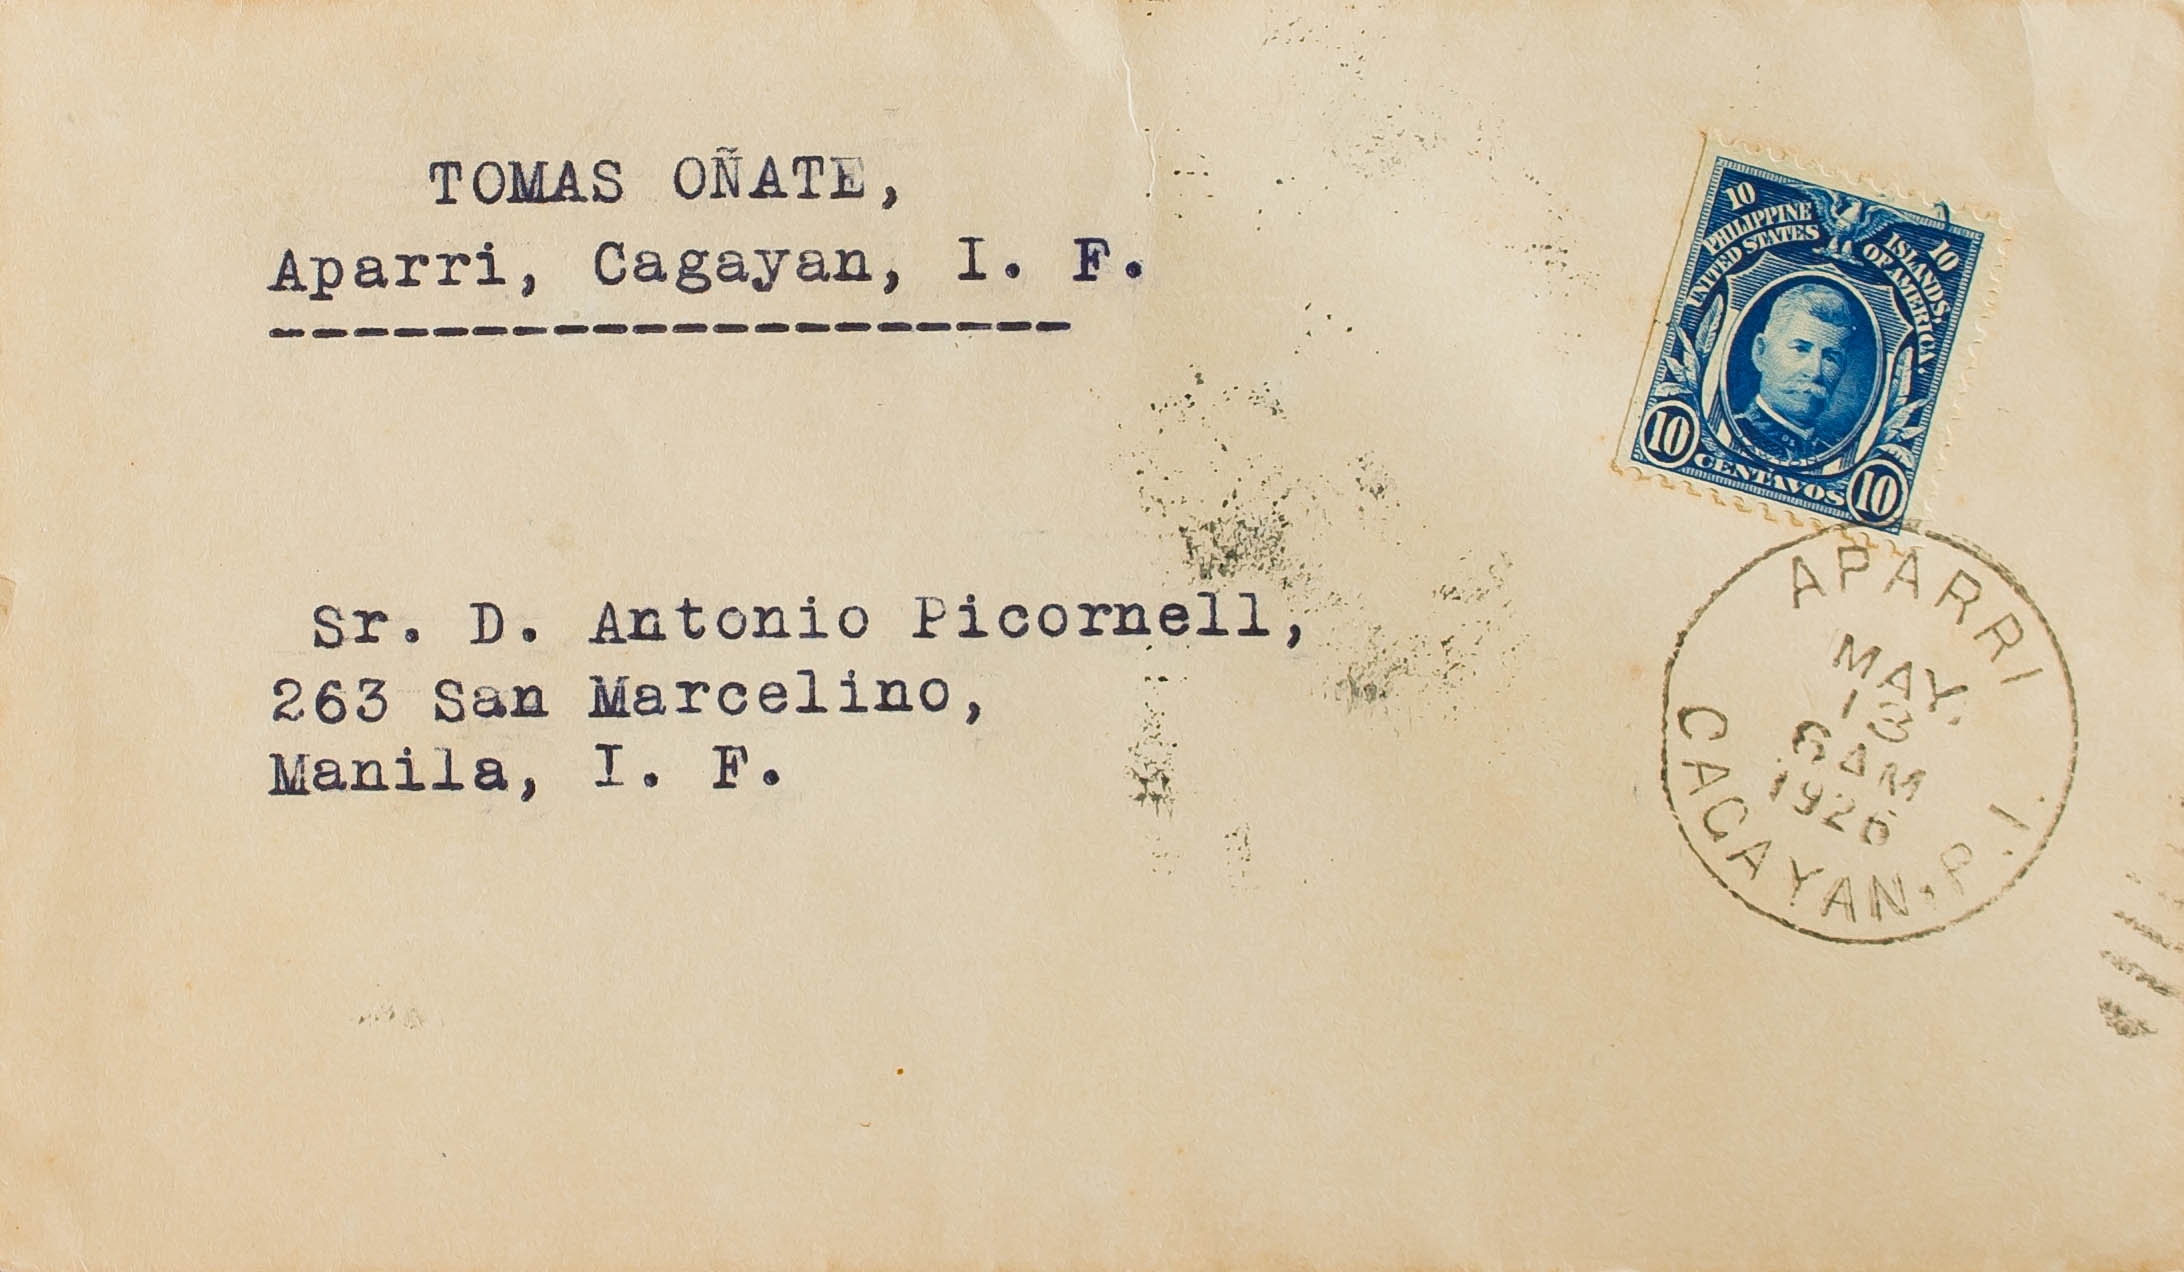 TOMAS OÑATE,
Aparri, Cagayan, I. F.
-----------------------
Sr. D. Antonio Picornell,
263 San Marcelino,
Manila, I. F.
10 10
PHILIPPINE ISLANDS,
UNITED STATES OF AMERICA.
10 CENTAVOS 10
APARRI
MAY.
13
6 AM
1926
CAGAYAN, P. I.